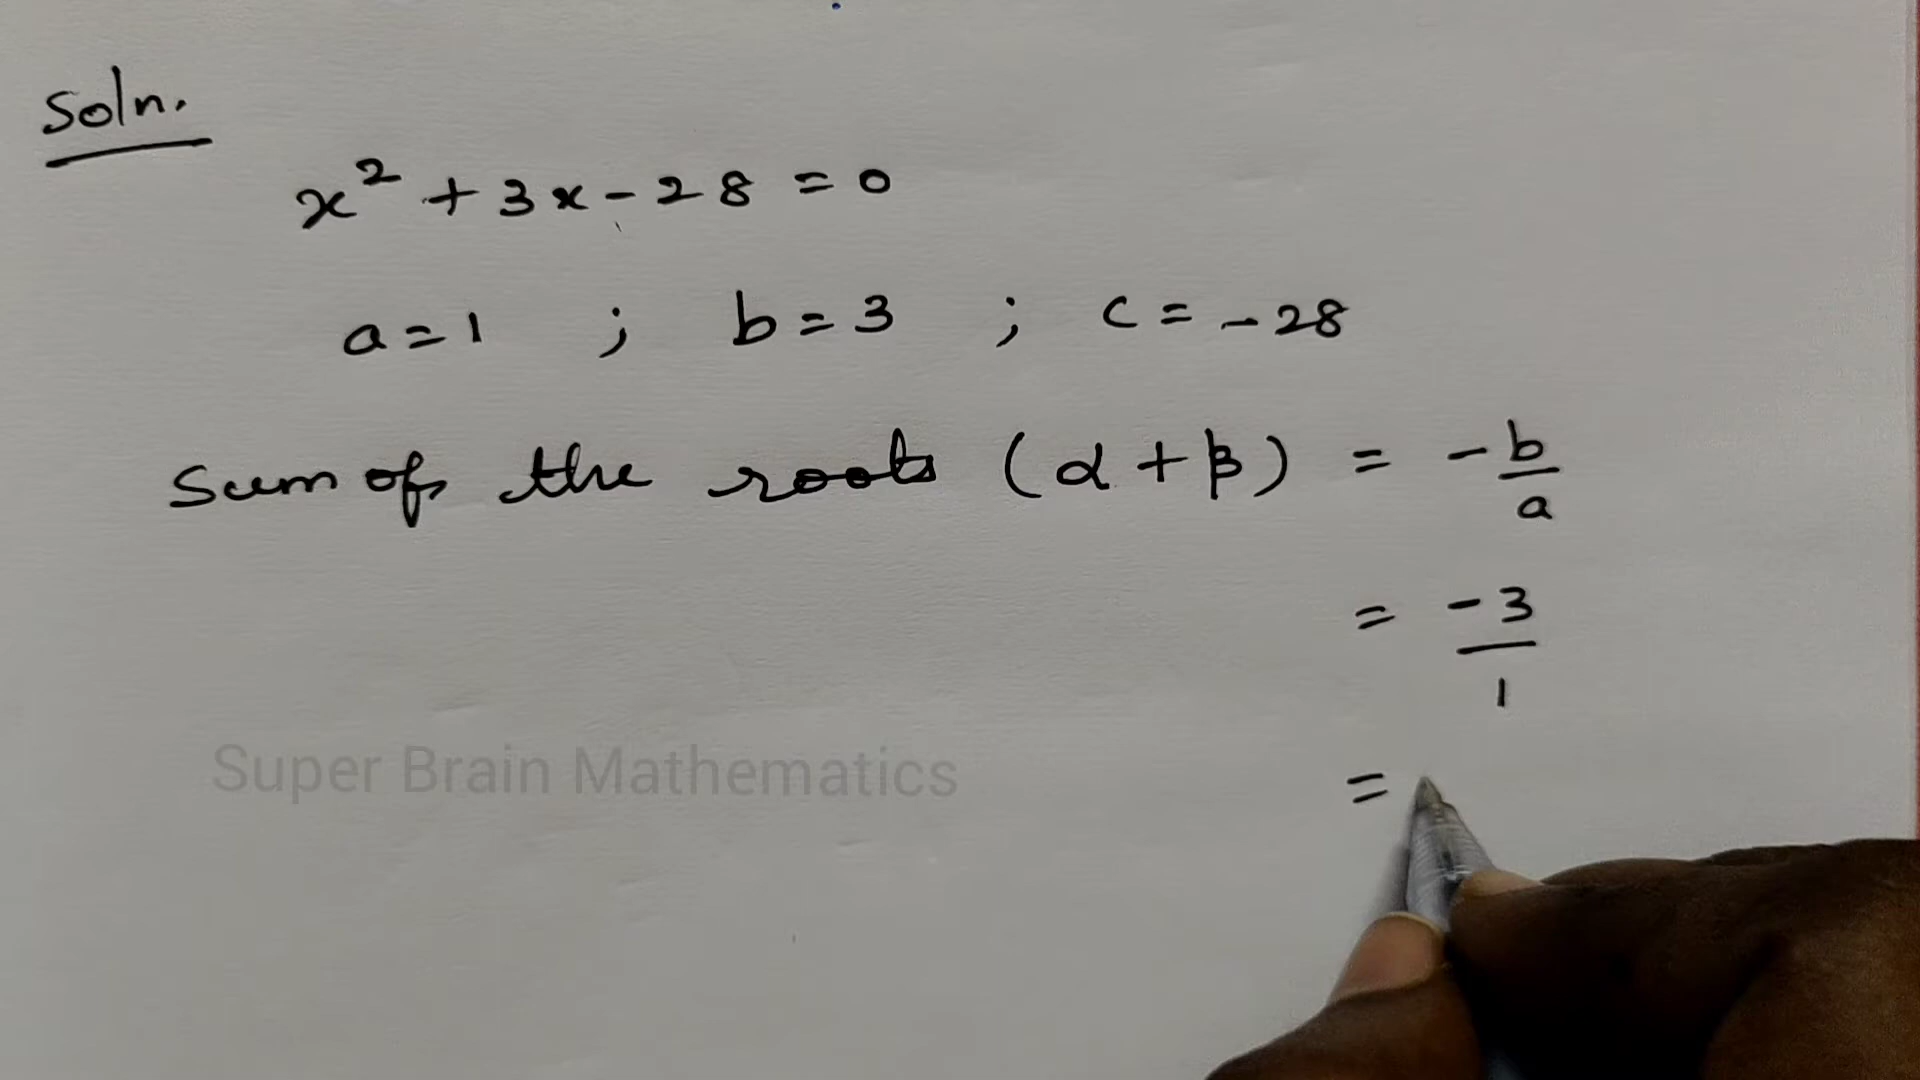 Soln.
x² + 3x - 28 = 0
a = 1 ; b = 3 ; c = -28
Sum of the roots (α + β) = -b/a
= -3/1
Super Brain Mathematics
=